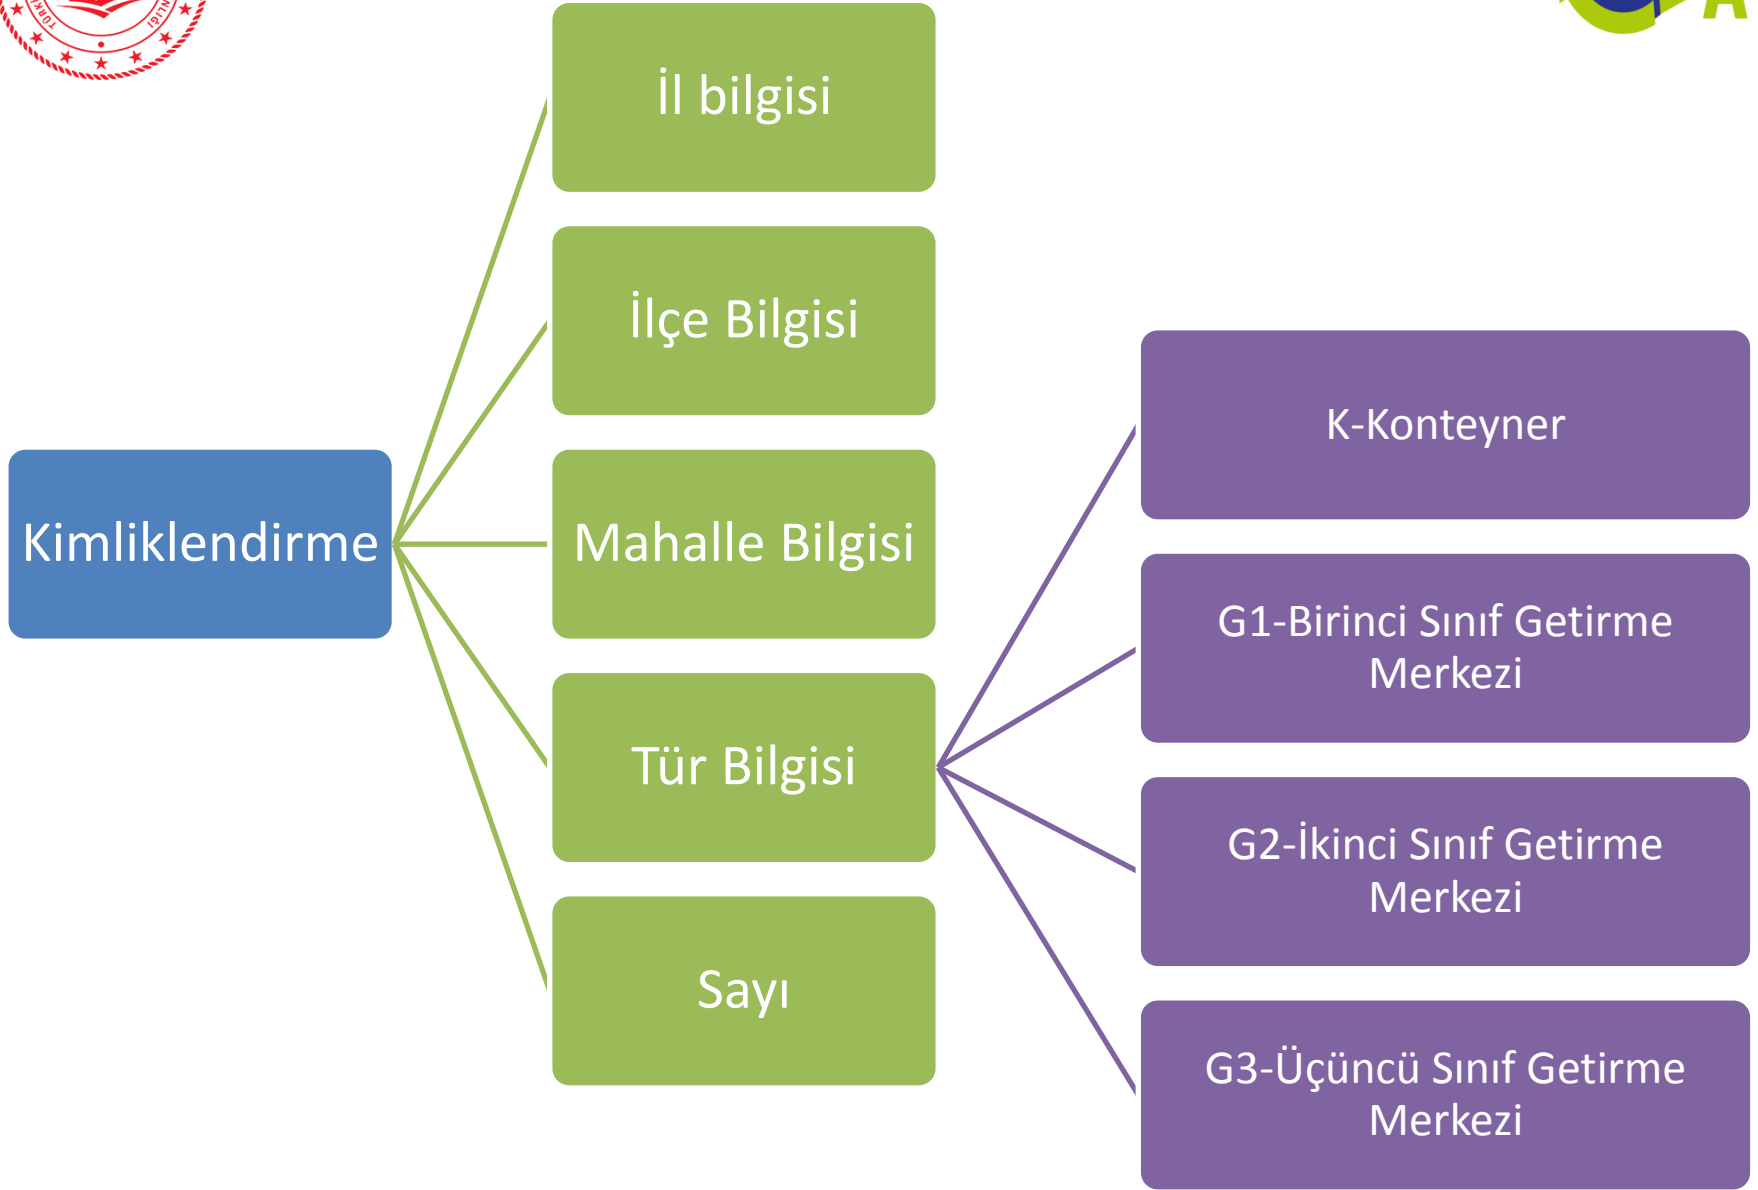 İl bilgisi
İlçe Bilgisi
Kimliklendirme
Mahalle Bilgisi
Tür Bilgisi
Sayı
K-Konteyner
G1-Birinci Sınıf Getirme
Merkezi
G2-İkinci Sınıf Getirme
Merkezi
G3-Üçüncü Sınıf Getirme
Merkezi